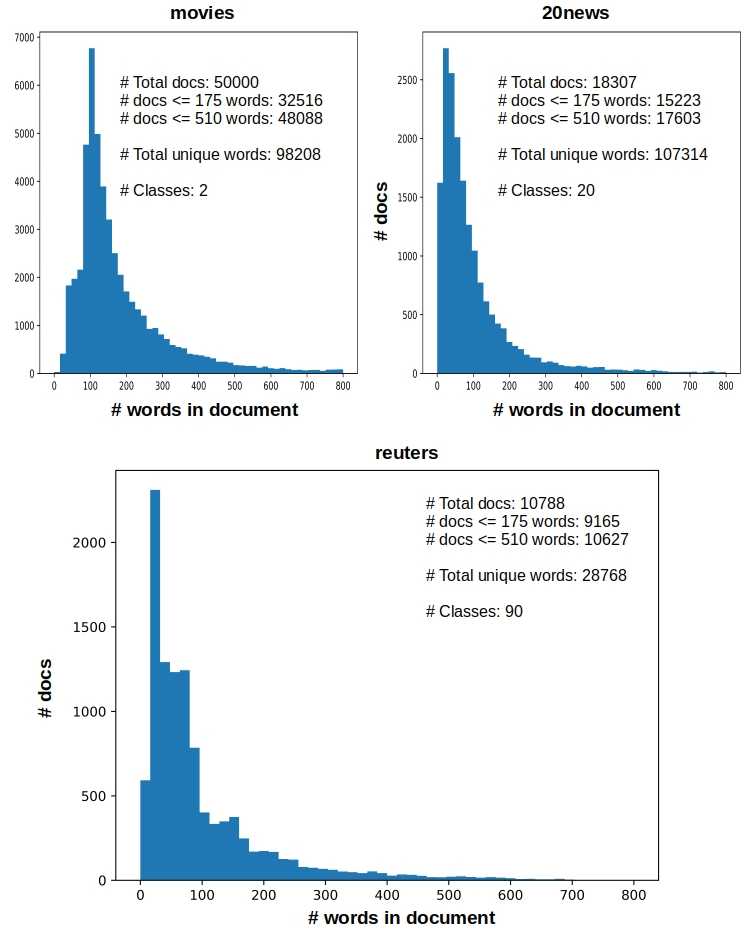 movies
7000
6000
5000
4000
3000
2000
1000
0
# Total docs: 50000
# docs <= 175 words: 32516
# docs <= 510 words: 48088
# Total unique words: 98208
# Classes: 2
0 100 200 300 400 500 600 700 800
# words in document
20news
# docs
2500
2000
1500
1000
500
0
# Total docs: 18307
# docs <= 175 words: 15223
# docs <= 510 words: 17603
# Total unique words: 107314
# Classes: 20
0 100 200 300 400 500 600 700 800
# words in document
reuters
# docs
2000
1500
1000
500
0
# Total docs: 10788
# docs <= 175 words: 9165
# docs <= 510 words: 10627
# Total unique words: 28768
# Classes: 90
0 100 200 300 400 500 600 700 800
# words in document